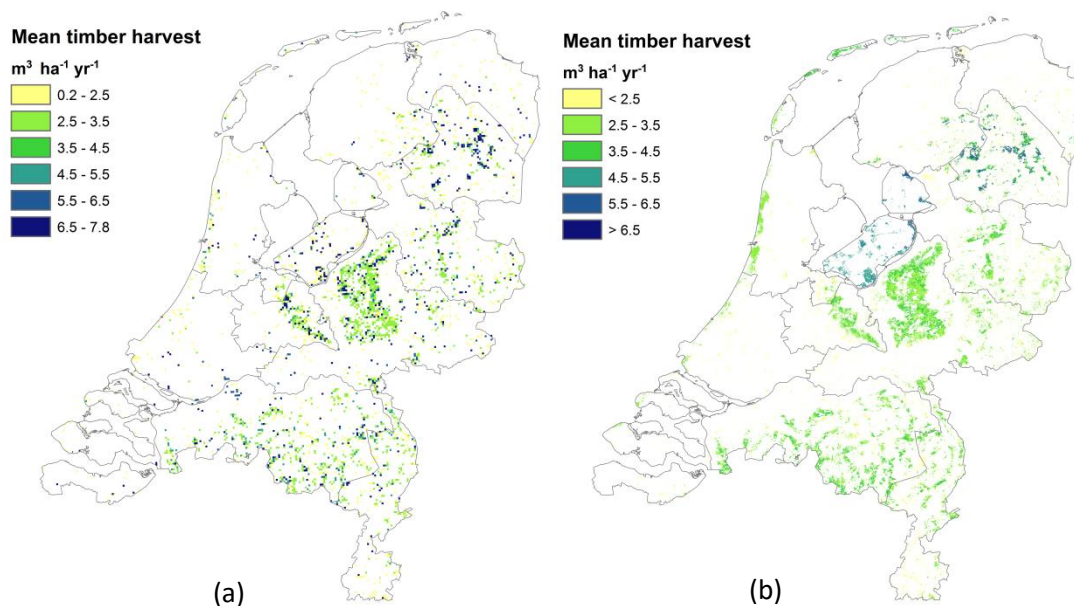 Mean timber harvest
m³ ha⁻¹ yr⁻¹
0.2 - 2.5
2.5 - 3.5
3.5 - 4.5
4.5 - 5.5
5.5 - 6.5
6.5 - 7.8
(a)
Mean timber harvest
m³ ha⁻¹ yr⁻¹
< 2.5
2.5 - 3.5
3.5 - 4.5
4.5 - 5.5
5.5 - 6.5
> 6.5
(b)